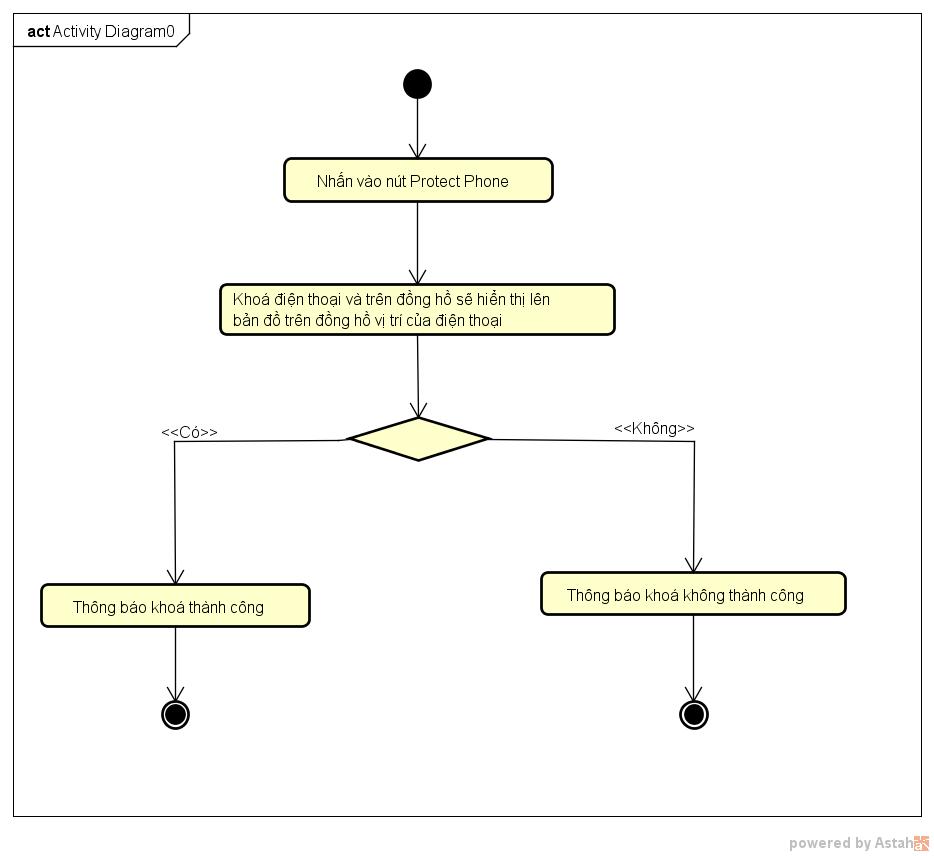 act Activity Diagram0
Nhấn vào nút Protect Phone
Khoá điện thoại và trên đồng hồ sẽ hiển thị lên
bản đồ trên đồng hồ vị trí của điện thoại
<<Có>>
<<Không>>
Thông báo khoá thành công
Thông báo khoá không thành công
powered by Astah